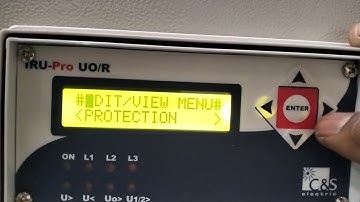 IRU-Pro UO/R
#▮DIT/VIEW MENU#
<PROTECTION >
ENTER
ON L1 L2 L3
U> U< Uo> U1/2>
C&S
electric